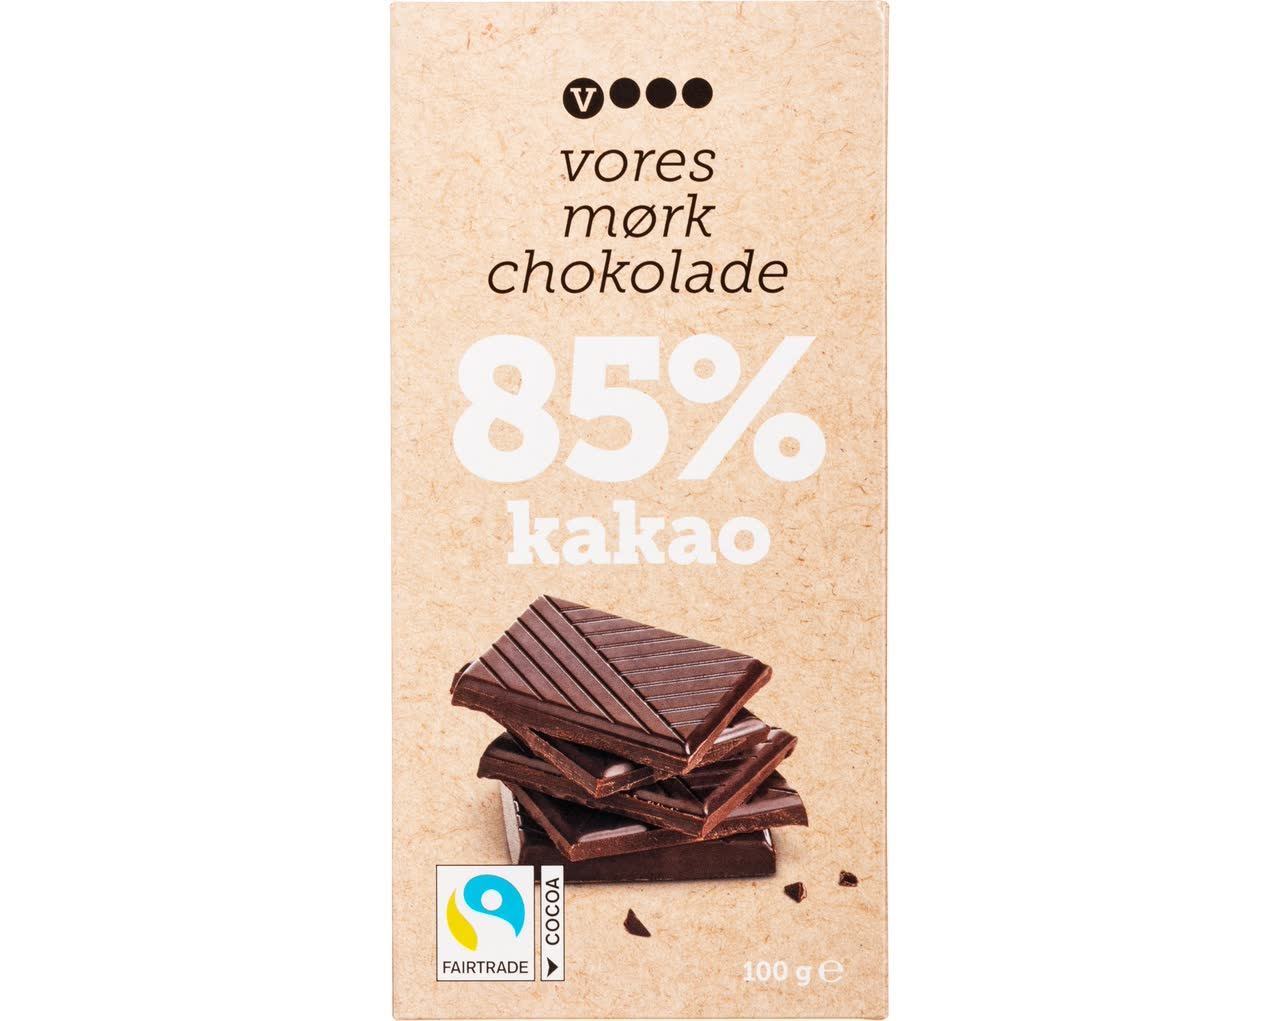 v
vores
mørk
chokolade
85%
kakao
FAIRTRADE
COCOA
100 g ℮